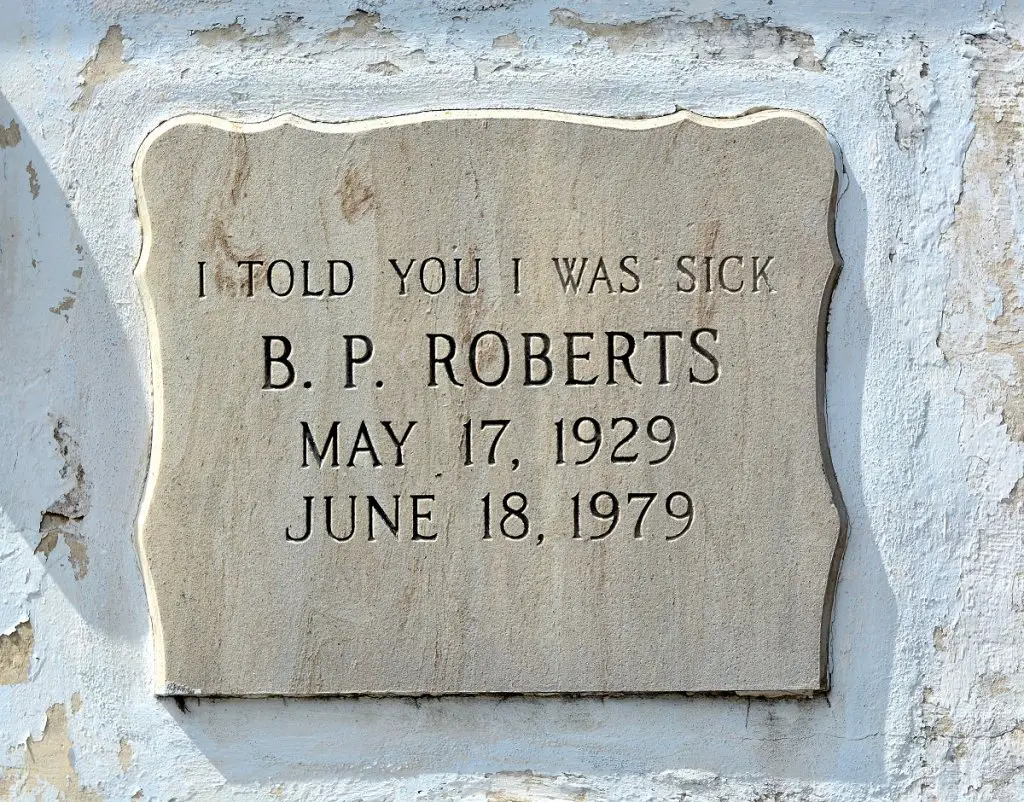 I TOLD YOU I WAS SICK
B. P. ROBERTS
MAY 17, 1929
JUNE 18, 1979